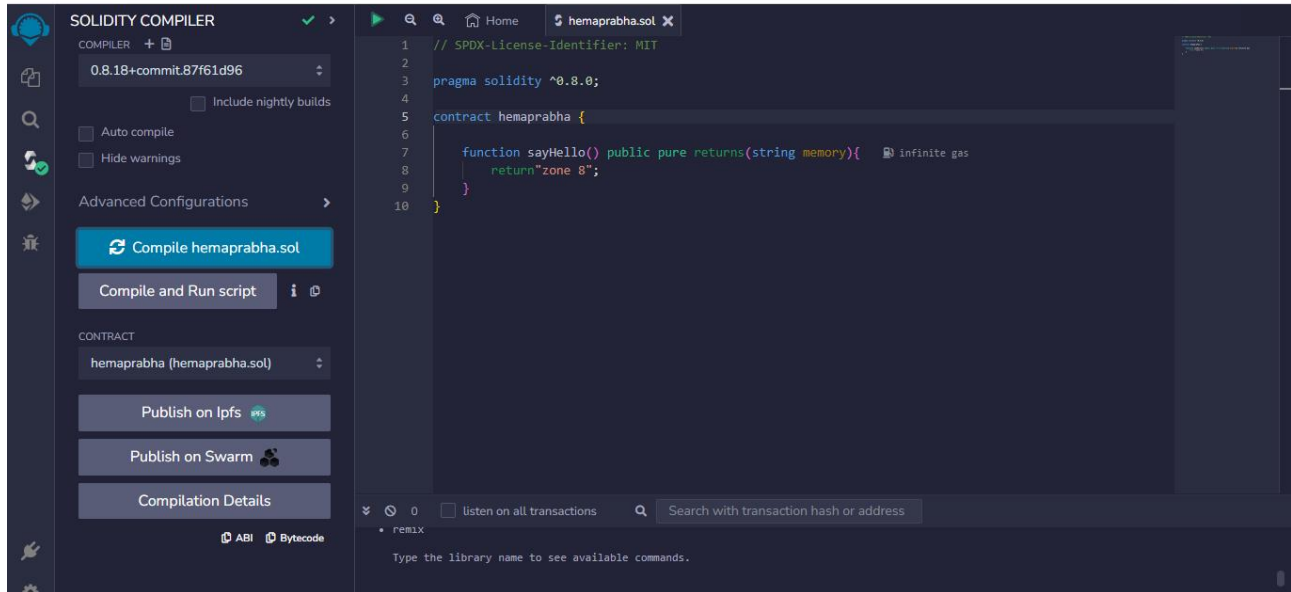 SOLIDITY COMPILER
COMPILER
0.8.18+commit.87f61d96
Include nightly builds
Auto compile
Hide warnings
Advanced Configurations
Compile hemaprabha.sol
Compile and Run script
CONTRACT
hemaprabha (hemaprabha.sol)
Publish on Ipfs
IPFS
Publish on Swarm
Compilation Details
ABI Bytecode
Home hemaprabha.sol
1 // SPDX-License-Identifier: MIT
2
3 pragma solidity ^0.8.0;
4
5 contract hemaprabha {
6
7 function sayHello() public pure returns(string memory){ infinite gas
8 return"zone 8";
9 }
10 }
0 listen on all transactions Search with transaction hash or address
• remix
Type the library name to see available commands.